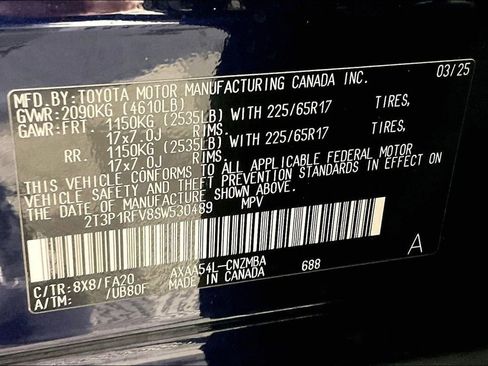 MFD.BY:TOYOTA MOTOR MANUFACTURING CANADA INC. 03/25
GVWR:2090KG (4610LB)
GAWR:FRT. 1150KG (2535LB) WITH 225/65R17 TIRES,
17x7.0J RIMS.
RR. 1150KG (2535LB) WITH 225/65R17 TIRES,
17x7.0J RIMS.
THIS VEHICLE CONFORMS TO ALL APPLICABLE FEDERAL MOTOR
VEHICLE SAFETY AND THEFT PREVENTION STANDARDS IN EFFECT
ON THE DATE OF MANUFACTURE SHOWN ABOVE.
2T3P1RFV8SW530489 MPV
C/TR:8X8/FA20 AXAA54L-CNZMBA 688 A
A/TM: /UB80F MADE IN CANADA